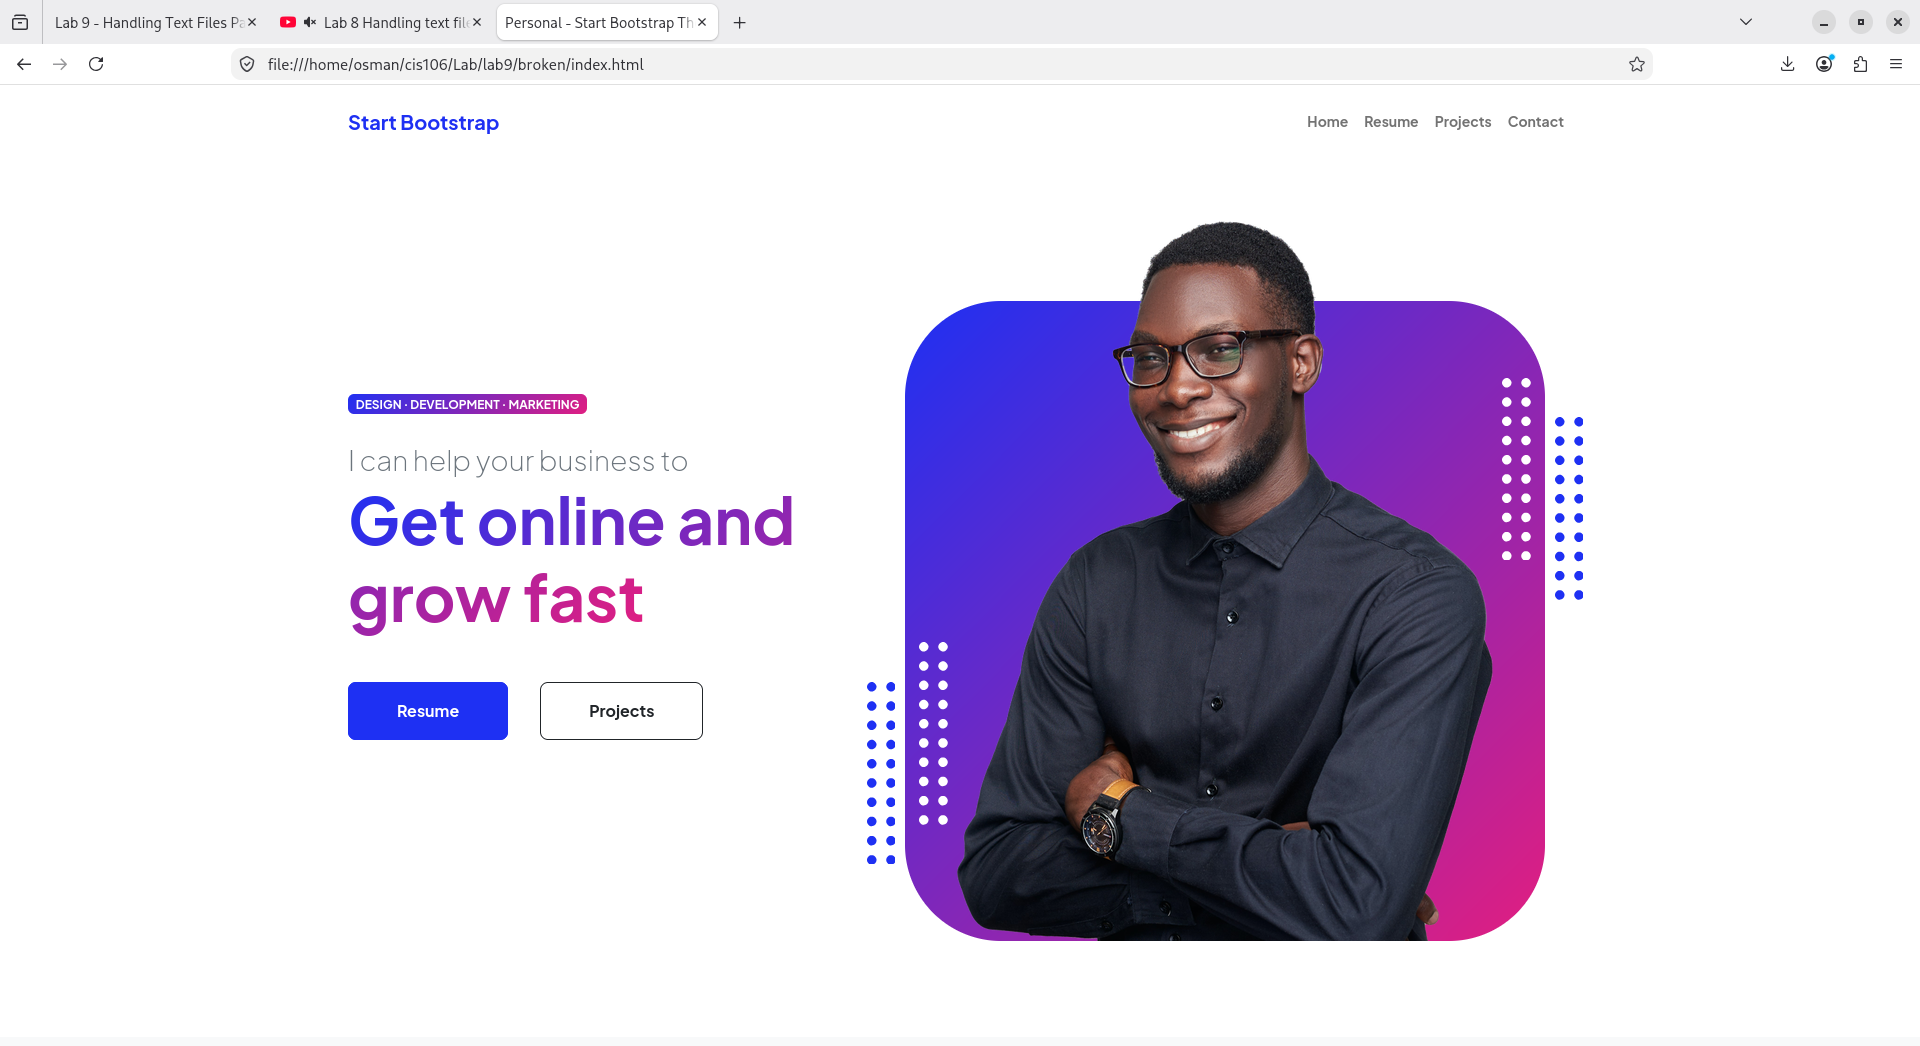 Lab 9 - Handling Text Files Pa
Lab 8 Handling text file
Personal - Start Bootstrap Th
file:///home/osman/cis106/Lab/lab9/broken/index.html
Start Bootstrap
Home Resume Projects Contact
DESIGN · DEVELOPMENT · MARKETING
I can help your business to
Get online and
grow fast
Resume
Projects